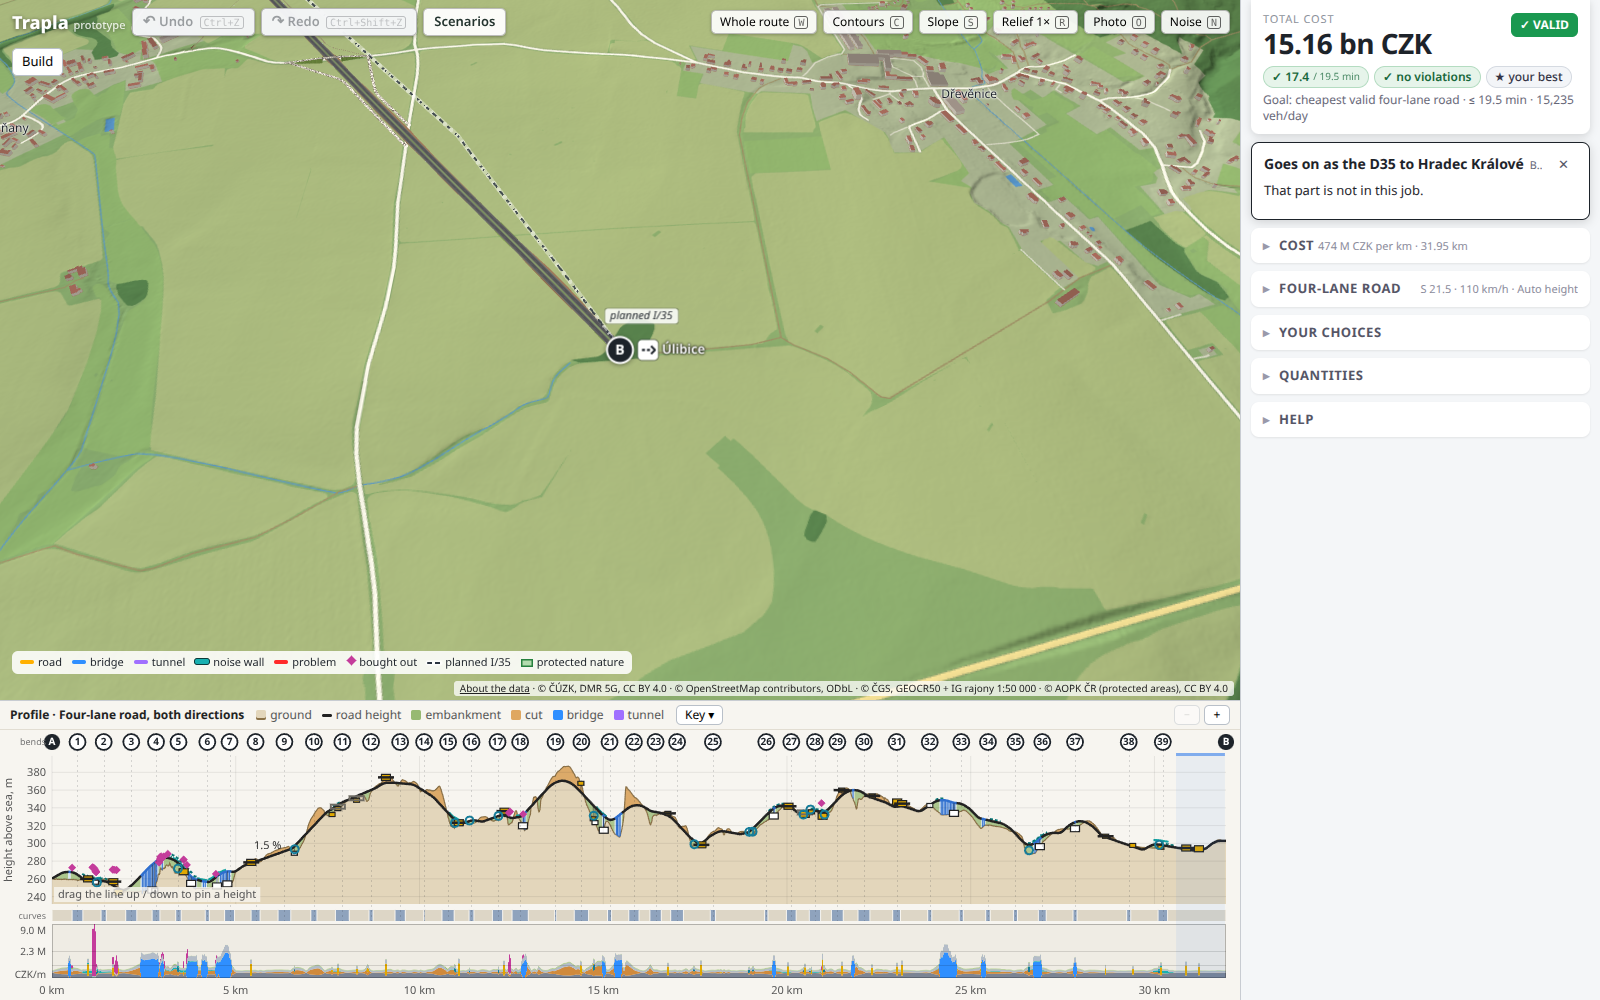 Trapla prototype
↶ Undo Ctrl+Z
↷ Redo Ctrl+Shift+Z
Scenarios
Whole route W
Contours C
Slope S
Relief 1× R
Photo O
Noise N
Build
ňany
Dřevěnice
planned I/35
B
Úlibice
road
bridge
tunnel
noise wall
problem
bought out
planned I/35
protected nature
About the data · © ČÚZK, DMR 5G, CC BY 4.0 · © OpenStreetMap contributors, ODbL · © ČGS, GEOCR50 + IG rajony 1:50 000 · © AOPK ČR (protected areas), CC BY 4.0
TOTAL COST
15.16 bn CZK
✓ VALID
✓ 17.4 / 19.5 min
✓ no violations
★ your best
Goal: cheapest valid four-lane road · ≤ 19.5 min · 15,235
veh/day
Goes on as the D35 to Hradec Králové B.. ✕
That part is not in this job.
▶ COST 474 M CZK per km · 31.95 km
▶ FOUR-LANE ROAD S 21.5 · 110 km/h · Auto height
▶ YOUR CHOICES
▶ QUANTITIES
▶ HELP
Profile · Four-lane road, both directions
ground
road height
embankment
cut
bridge
tunnel
Key ▾
−
+
bends A 1 2 3 4 5 6 7 8 9 10 11 12 13 14 15 16 17 18 19 20 21 22 23 24 25 26 27 28 29 30 31 32 33 34 35 36 37 38 39 B
height above sea, m
380
360
340
320
300
280
260
240
1.5 %
drag the line up / down to pin a height
curves
9.0 M
2.3 M
CZK/m
0 km 5 km 10 km 15 km 20 km 25 km 30 km